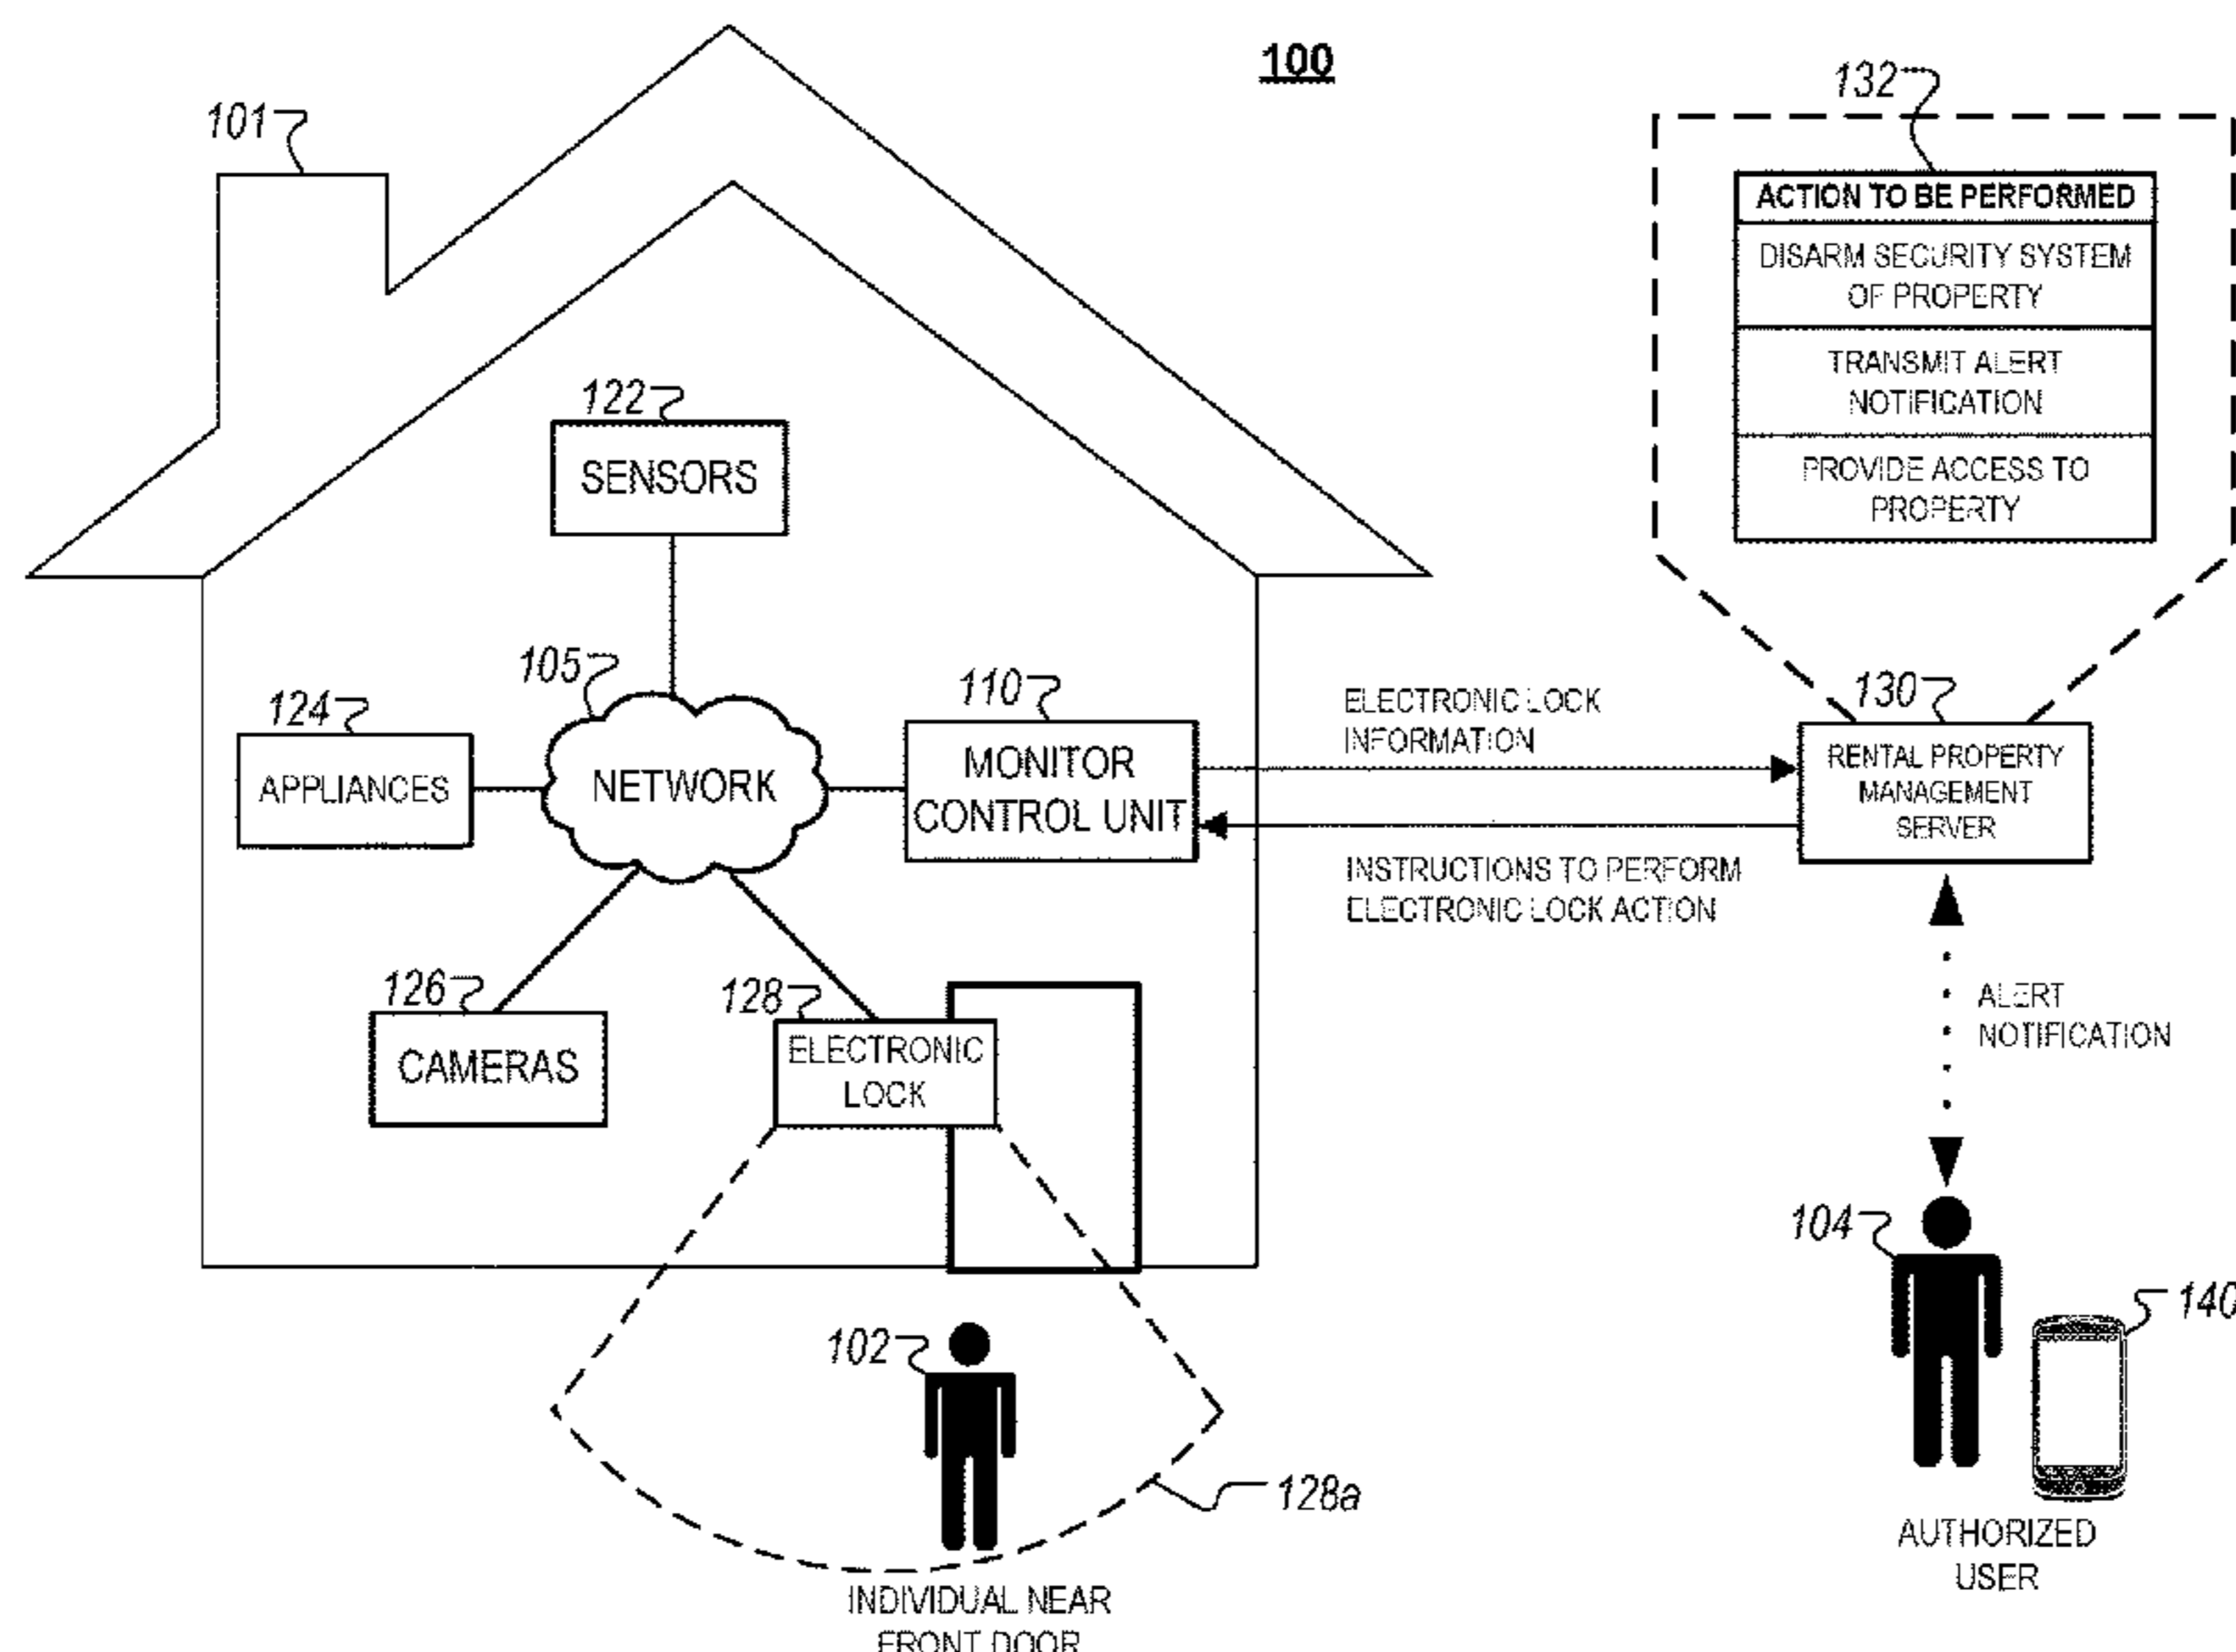 100
101
132
ACTION TO BE PERFORMED
DISARM SECURITY SYSTEM
OF PROPERTY
TRANSMIT ALERT
NOTIFICATION
PROVIDE ACCESS TO
PROPERTY
122
SENSORS
105
NETWORK
124
APPLIANCES
110
MONITOR
CONTROL UNIT
ELECTRONIC LOCK
INFORMATION
INSTRUCTIONS TO PERFORM
ELECTRONIC LOCK ACTION
130
RENTAL PROPERTY
MANAGEMENT
SERVER
126
CAMERAS
128
ELECTRONIC
LOCK
ALERT
NOTIFICATION
104
140
AUTHORIZED
USER
102
128a
INDIVIDUAL NEAR
FRONT DOOR